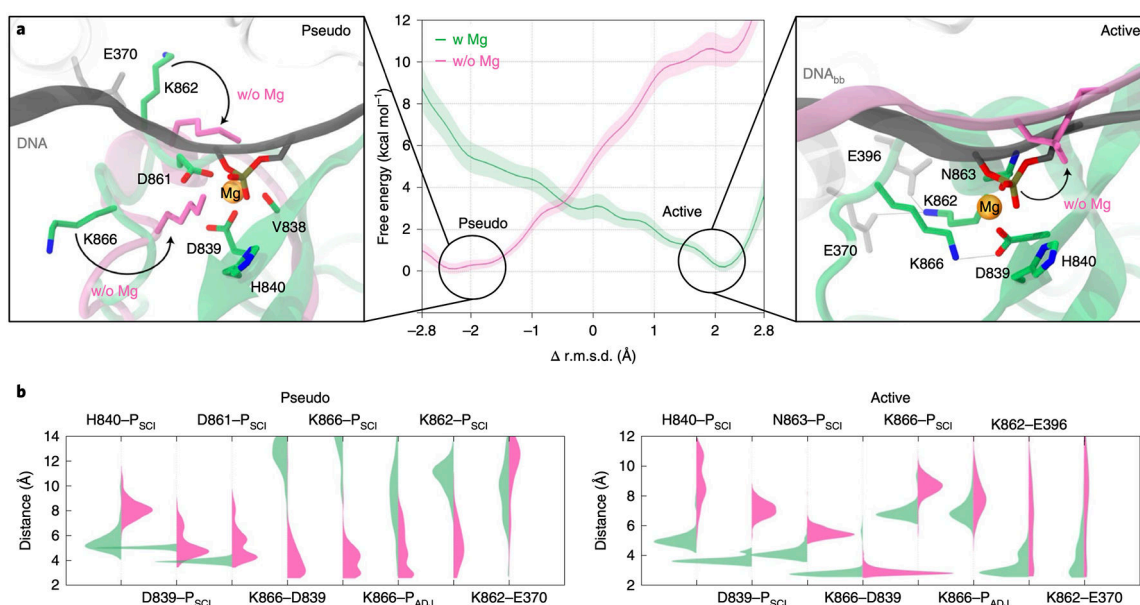 a
Pseudo
E370
K862
w/o Mg
DNA
D861
Mg
V838
K866
D839
w/o Mg
H840
Free energy (kcal mol⁻¹)
12
10
8
6
4
2
0
w Mg
w/o Mg
Pseudo
Active
-2.8
-2
-1
0
1
2
2.8
Δ r.m.s.d. (Å)
Active
DNAbb
E396
N863
K862
Mg
w/o Mg
E370
K866
D839
H840
b
Pseudo
H840–PSCI
D861–PSCI
K866–PSCI
K862–PSCI
Distance (Å)
14
12
10
8
6
4
2
D839–PSCI
K866–D839
K866–PADJ
K862–E370
Active
H840–PSCI
N863–PSCI
K866–PSCI
K862–E396
Distance (Å)
12
10
8
6
4
2
D839–PSCI
K866–D839
K866–PADJ
K862–E370